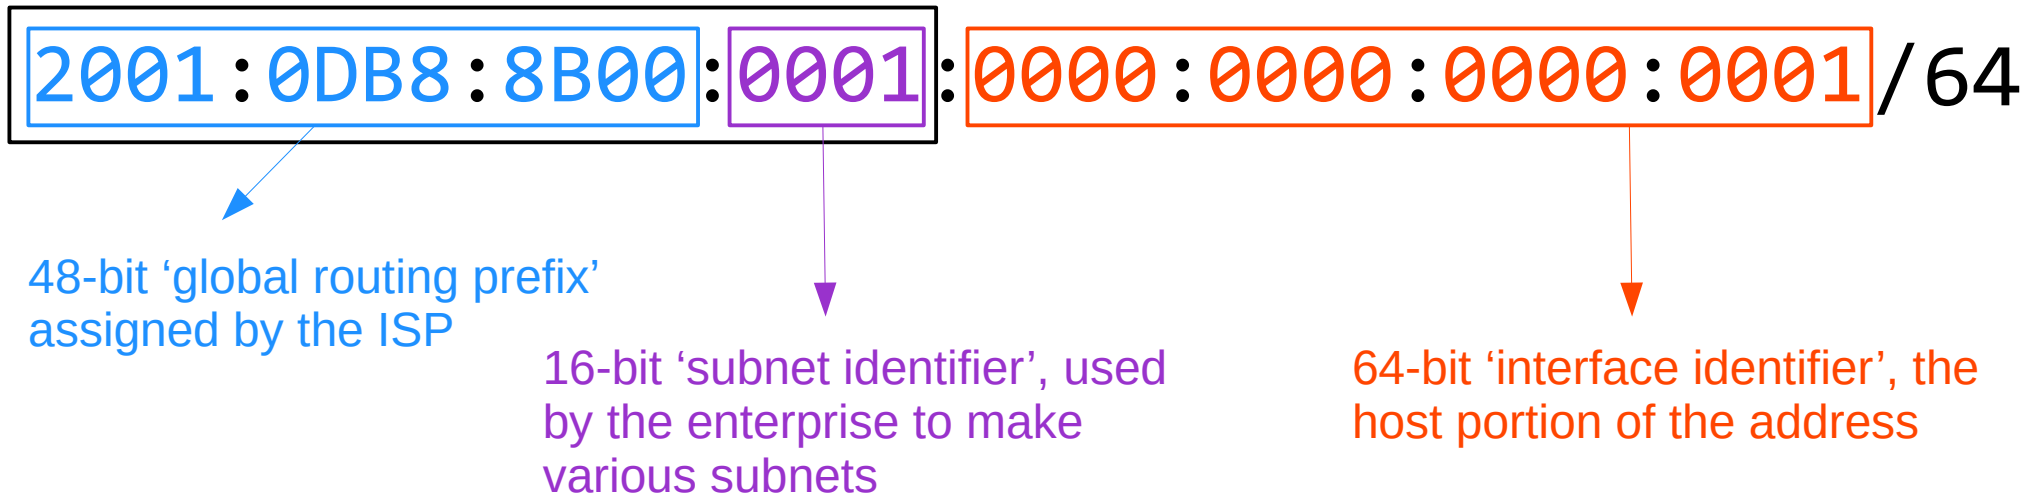 2001:0DB8:8B00:0001:0000:0000:0000:0001/64
48-bit ‘global routing prefix’
assigned by the ISP
16-bit ‘subnet identifier’, used
by the enterprise to make
various subnets
64-bit ‘interface identifier’, the
host portion of the address